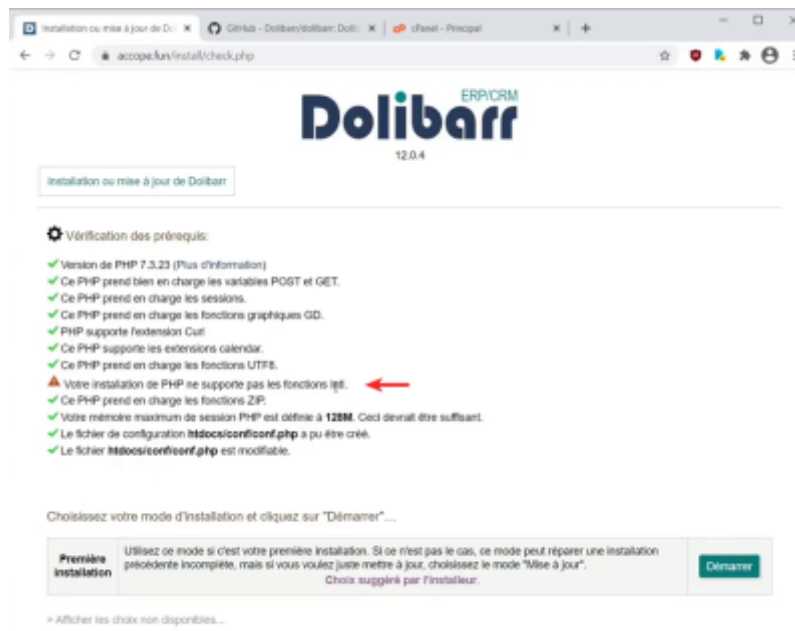 Installation ou mise à jour de Do
GitHub - Dolibarr/dolibarr: Doli
cPanel - Principal
accope.fun/install/check.php
Dolibarr
ERP/CRM
12.0.4
Installation ou mise à jour de Dolibarr
Vérification des prérequis:
Version de PHP 7.3.23 (Plus d'information)
Ce PHP prend bien en charge les variables POST et GET.
Ce PHP prend en charge les sessions.
Ce PHP prend en charge les fonctions graphiques GD.
PHP supporte l'extension Curl
Ce PHP supporte les extensions calendar.
Ce PHP prend en charge les fonctions UTF8.
Votre installation de PHP ne supporte pas les fonctions Intl.
Ce PHP prend en charge les fonctions ZIP.
Votre mémoire maximum de session PHP est définie à 128M. Ceci devrait être suffisant.
Le fichier de configuration htdocs/conf/conf.php a pu être créé.
Le fichier htdocs/conf/conf.php est modifiable.
Choisissez votre mode d'installation et cliquez sur "Démarrer"....
Première installation
Utilisez ce mode si c'est votre première installation. Si ce n'est pas le cas, ce mode peut réparer une installation
précédente incomplète, mais si vous voulez juste mettre à jour, choisissez le mode "Mise à jour".
Choix suggéré par l'installeur.
Démarrer
> Afficher les choix non disponibles...